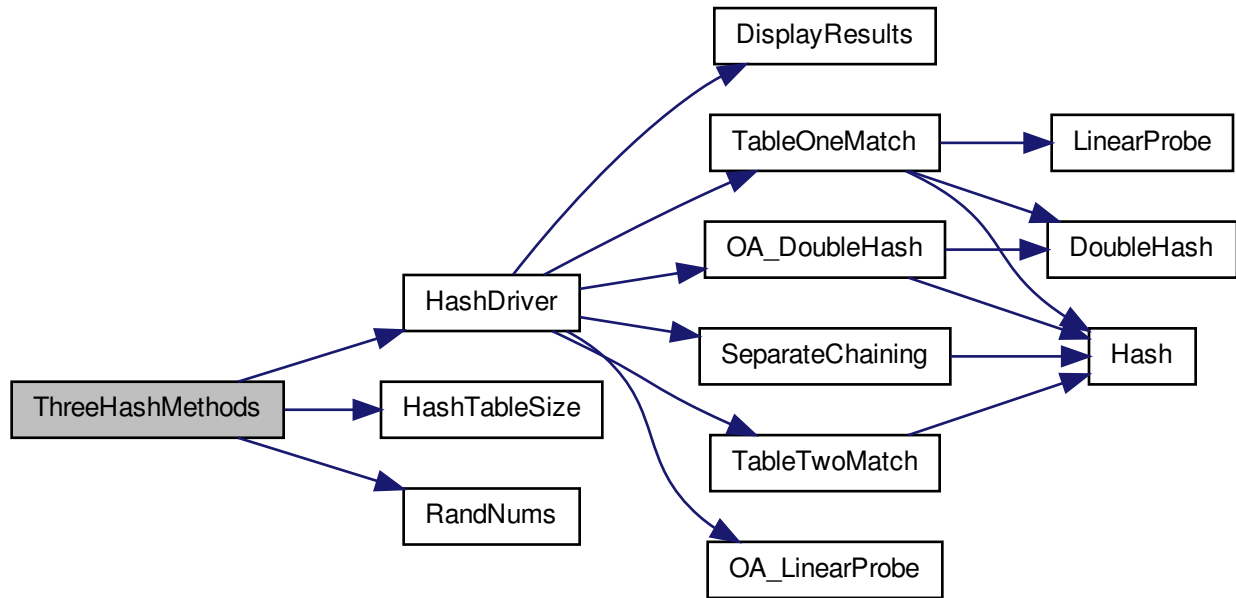 DisplayResults
TableOneMatch
LinearProbe
OA_DoubleHash
DoubleHash
HashDriver
SeparateChaining
Hash
ThreeHashMethods
HashTableSize
TableTwoMatch
RandNums
OA_LinearProbe